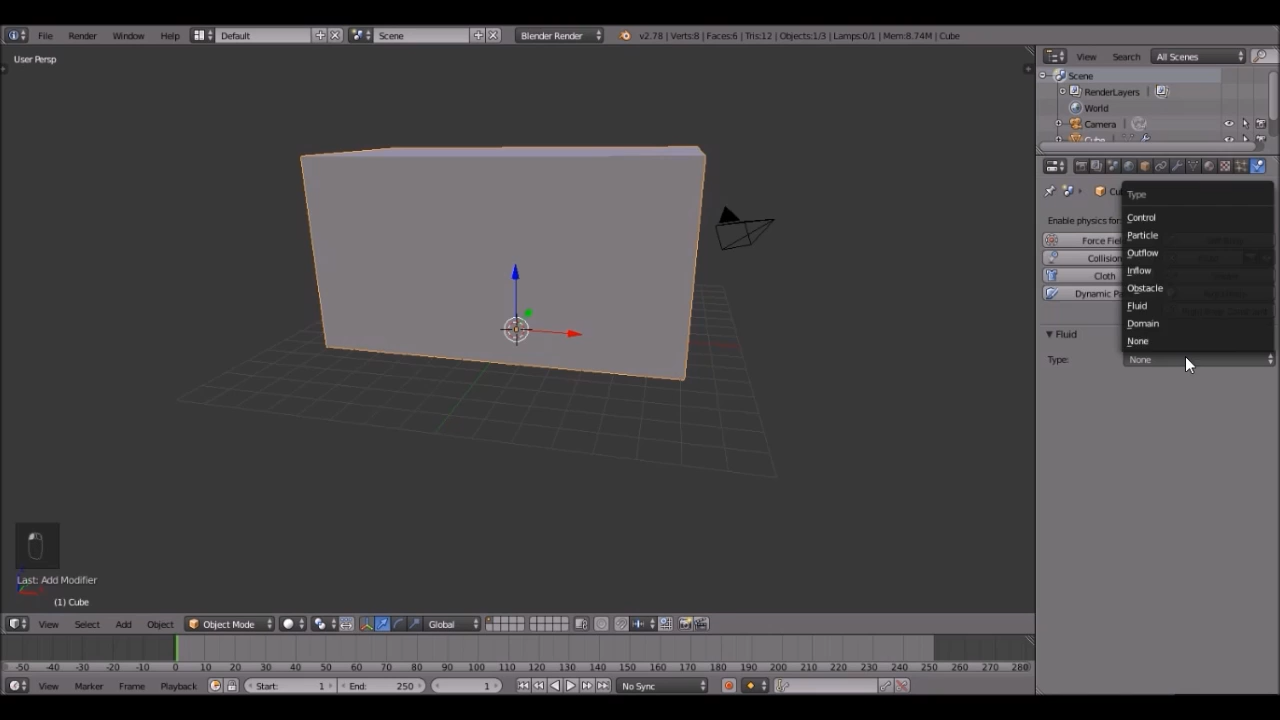 File Render Window Help Default Scene Blender Render v2.78 | Verts:8 | Faces:6 | Tris:12 | Objects:1/3 | Lamps:0/1 | Mem:8.74M | Cube
User Persp
View Search All Scenes
Scene
RenderLayers
World
Camera
Cube
Type
Control
Particle
Outflow
Inflow
Obstacle
Fluid
Domain
None
Enable physics for:
Force Fiel
Collision
Cloth
Dynamic P
Fluid
Type: None
Last: Add Modifier
(1) Cube
View Select Add Object Object Mode Global
-50 -40 -30 -20 -10 0 10 20 30 40 50 60 70 80 90 100 110 120 130 140 150 160 170 180 190 200 210 220 230 240 250 260 270 280
View Marker Frame Playback Start: 1 End: 250 1 No Sync